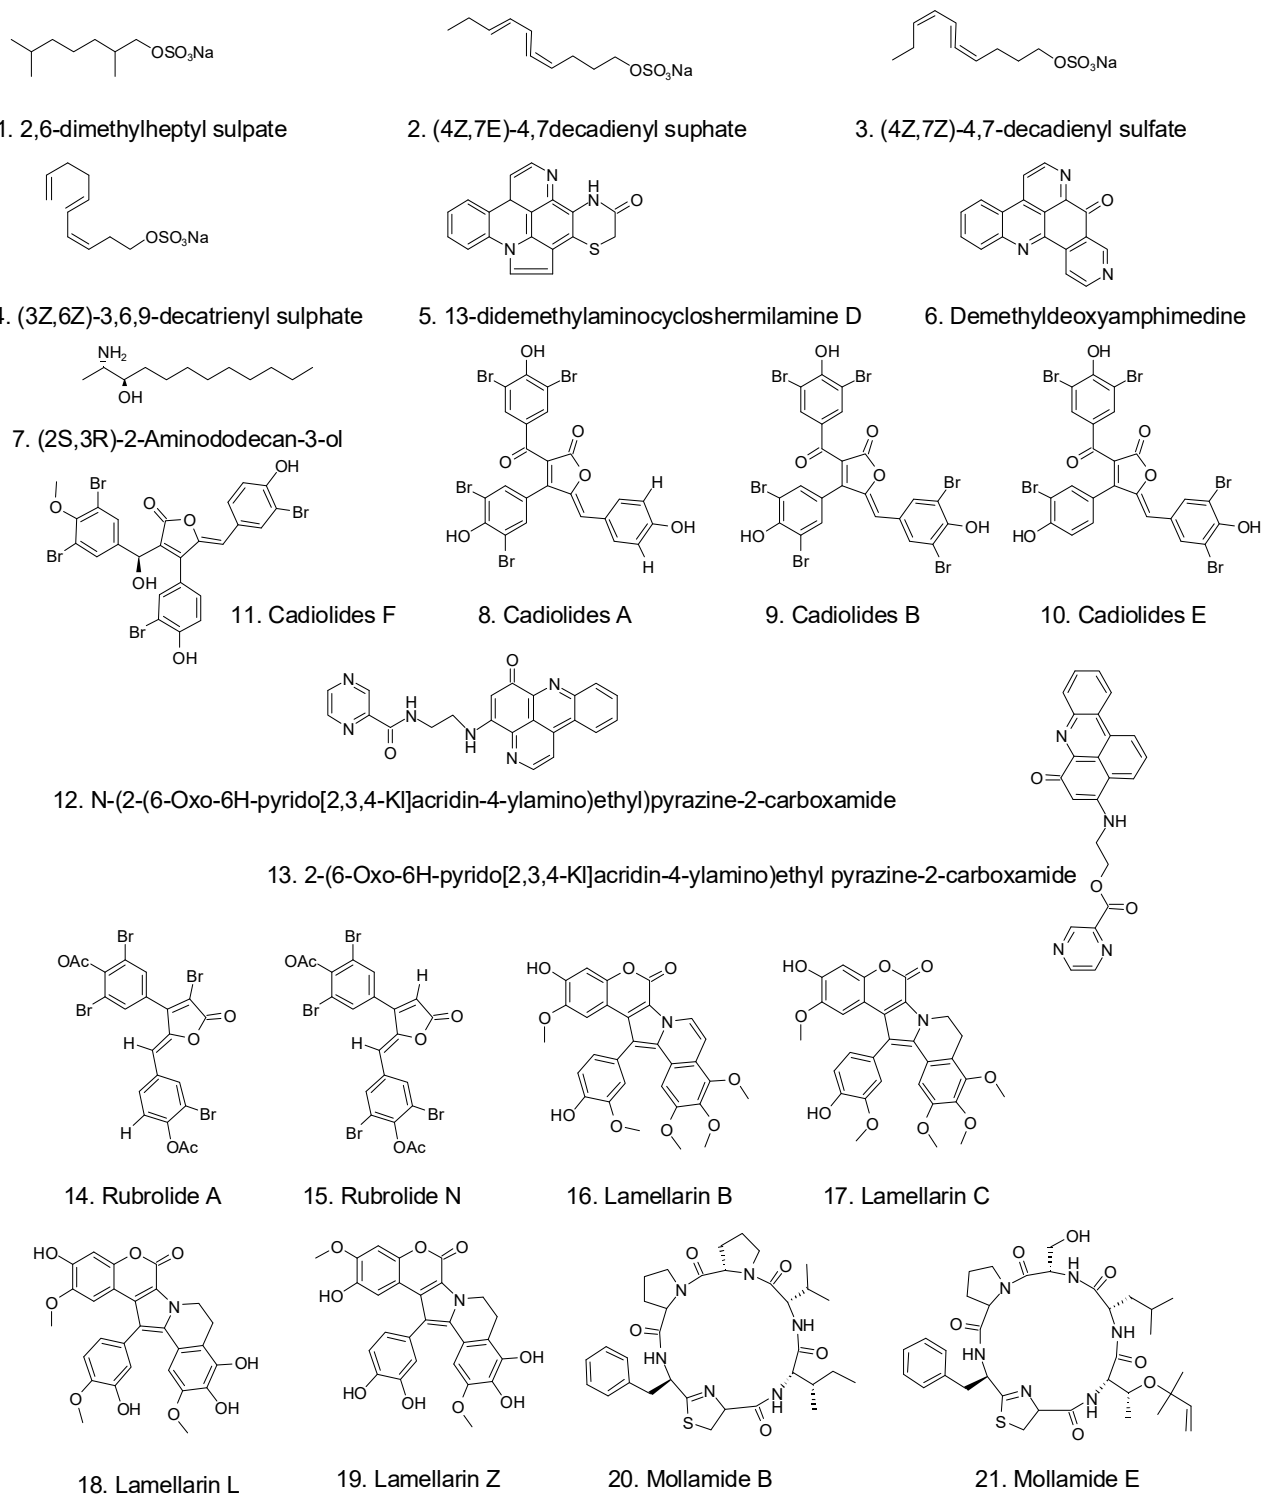 OSO3Na
OSO3Na
OSO3Na
1. 2,6-dimethylheptyl sulpate
2. (4Z,7E)-4,7decadienyl suphate
3. (4Z,7Z)-4,7-decadienyl sulfate
OSO3Na
N
H
N
O
N
S
N
O
N
N
4. (3Z,6Z)-3,6,9-decatrienyl sulphate
5. 13-didemethylaminocycloshermilamine D
6. Demethyldeoxyamphimedine
NH2
OH
7. (2S,3R)-2-Aminododecan-3-ol
OH
Br
Br
O
O
O
Br
HO
Br
H
OH
H
OH
Br
Br
O
O
O
Br
HO
Br
Br
OH
Br
OH
Br
Br
O
O
O
Br
HO
Br
OH
Br
O
Br
Br
O
O
OH
OH
Br
Br
OH
11. Cadiolides F
8. Cadiolides A
9. Cadiolides B
10. Cadiolides E
N
N
O
H
N
N
H
O
N
N
12. N-(2-(6-Oxo-6H-pyrido[2,3,4-Kl]acridin-4-ylamino)ethyl)pyrazine-2-carboxamide
N
O
NH
O
O
N
N
13. 2-(6-Oxo-6H-pyrido[2,3,4-Kl]acridin-4-ylamino)ethyl pyrazine-2-carboxamide
OAc
Br
Br
Br
O
O
H
Br
H
OAc
OAc
Br
Br
H
O
O
H
Br
Br
OAc
HO
O
O
O
N
HO
O
O
O
O
HO
O
O
O
N
HO
O
O
O
O
14. Rubrolide A
15. Rubrolide N
16. Lamellarin B
17. Lamellarin C
HO
O
O
O
N
O
OH
O
OH
OH
O
O
O
HO
N
HO
HO
O
OH
OH
O
O
N
N
O
O
HN
NH
O
N
S
O
N
H
OH
O
N
O
N
H
O
HN
NH
O
O
N
S
O
N
H
18. Lamellarin L
19. Lamellarin Z
20. Mollamide B
21. Mollamide E